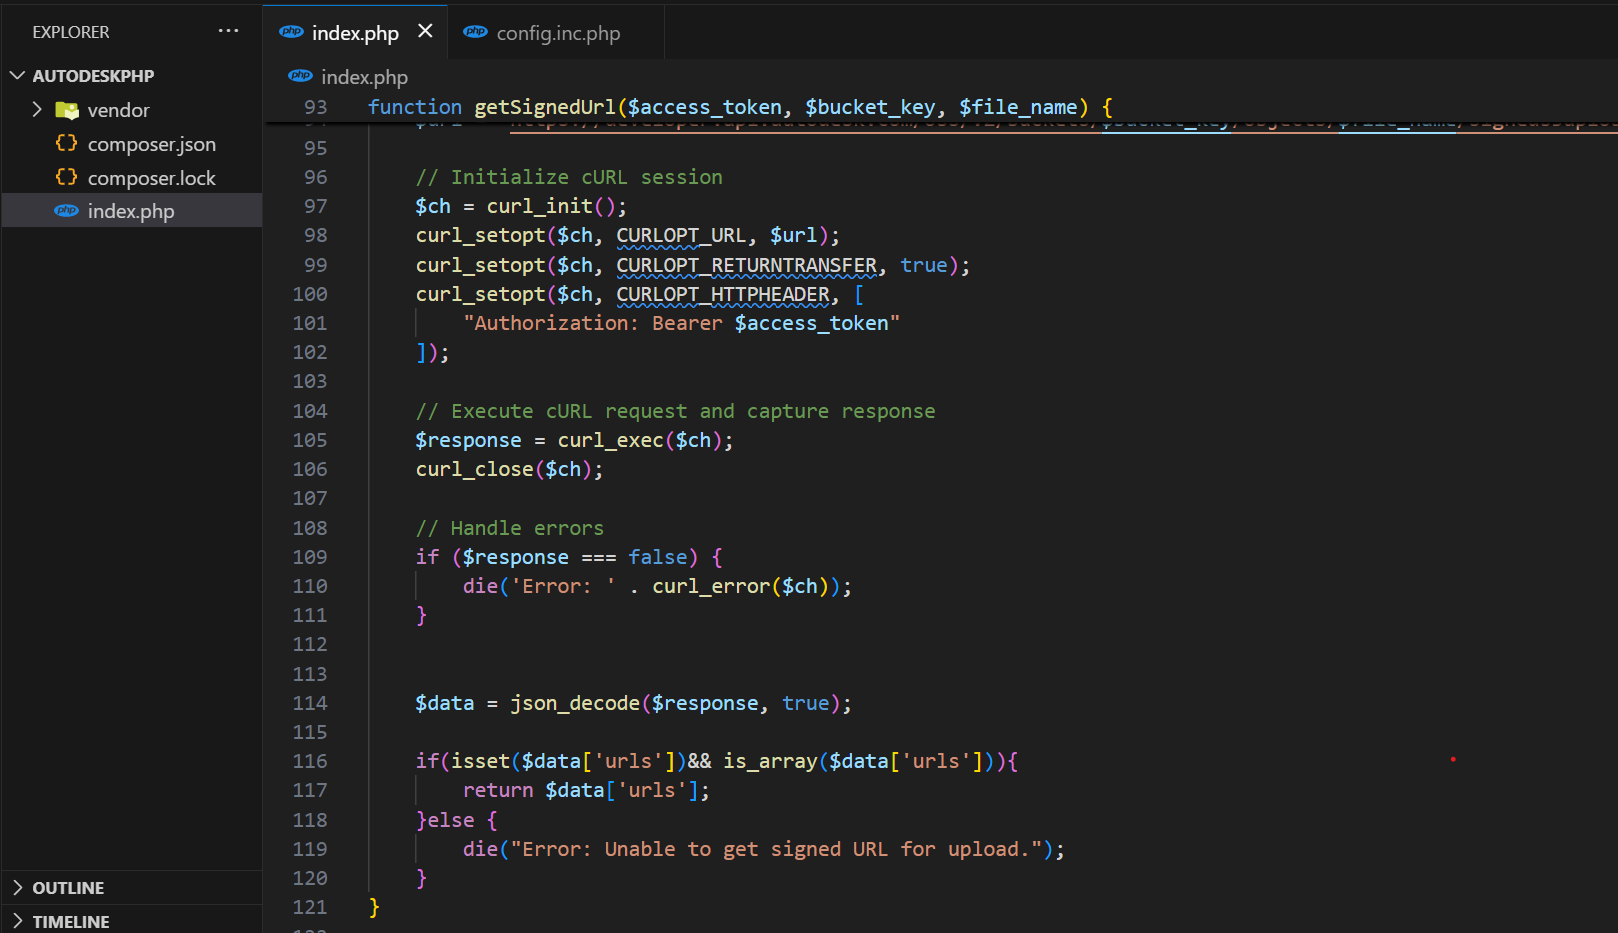 EXPLORER
···
AUTODESKPHP
vendor
composer.json
composer.lock
index.php
OUTLINE
TIMELINE
php index.php
php config.inc.php
php index.php
93 function getSignedUrl($access_token, $bucket_key, $file_name) {
95
96 // Initialize cURL session
97 $ch = curl_init();
98 curl_setopt($ch, CURLOPT_URL, $url);
99 curl_setopt($ch, CURLOPT_RETURNTRANSFER, true);
100 curl_setopt($ch, CURLOPT_HTTPHEADER, [
101 "Authorization: Bearer $access_token"
102 ]);
103
104 // Execute cURL request and capture response
105 $response = curl_exec($ch);
106 curl_close($ch);
107
108 // Handle errors
109 if ($response === false) {
110 die('Error: ' . curl_error($ch));
111 }
112
113
114 $data = json_decode($response, true);
115
116 if(isset($data['urls'])&& is_array($data['urls'])){
117 return $data['urls'];
118 }else {
119 die("Error: Unable to get signed URL for upload.");
120 }
121 }